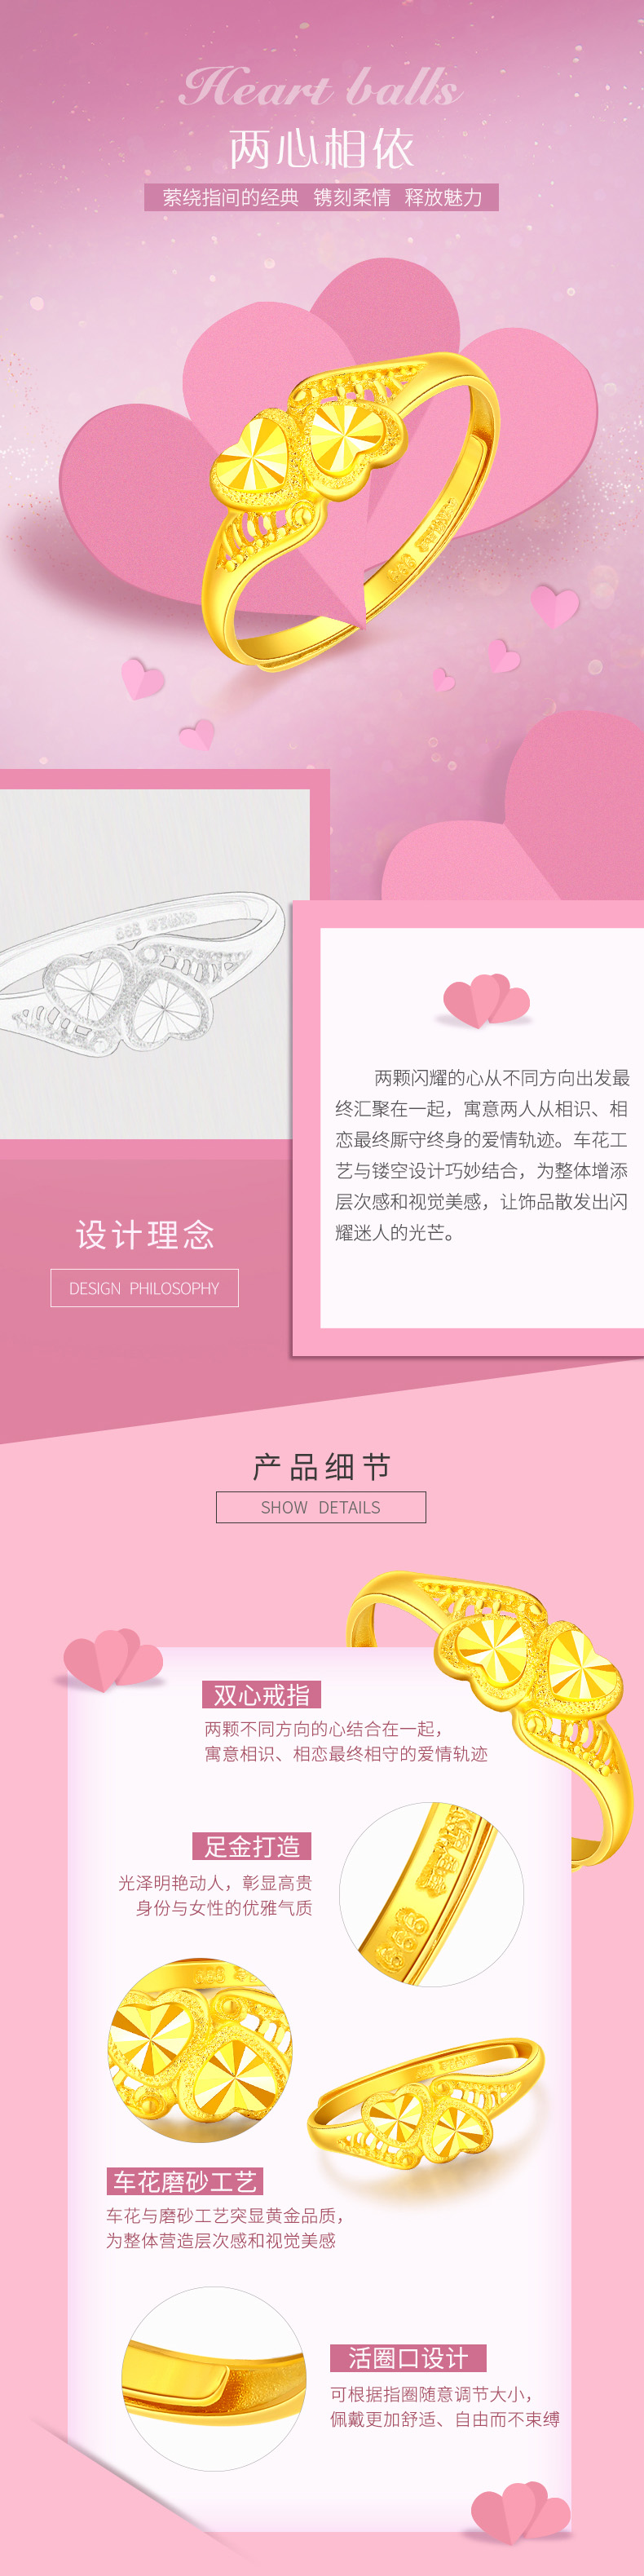 Heart balls
两心相依
萦绕指间的经典 镌刻柔情 释放魅力
两颗闪耀的心从不同方向出发最
终汇聚在一起，寓意两人从相识、相
恋最终厮守终身的爱情轨迹。车花工
艺与镂空设计巧妙结合，为整体增添
层次感和视觉美感，让饰品散发出闪
耀迷人的光芒。
设计理念
DESIGN PHILOSOPHY
产品细节
SHOW DETAILS
双心戒指
两颗不同方向的心结合在一起，
寓意相识、相恋最终相守的爱情轨迹
足金打造
光泽明艳动人，彰显高贵
身份与女性的优雅气质
999
车花磨砂工艺
车花与磨砂工艺突显黄金品质，
为整体营造层次感和视觉美感
活圈口设计
可根据指圈随意调节大小，
佩戴更加舒适、自由而不束缚